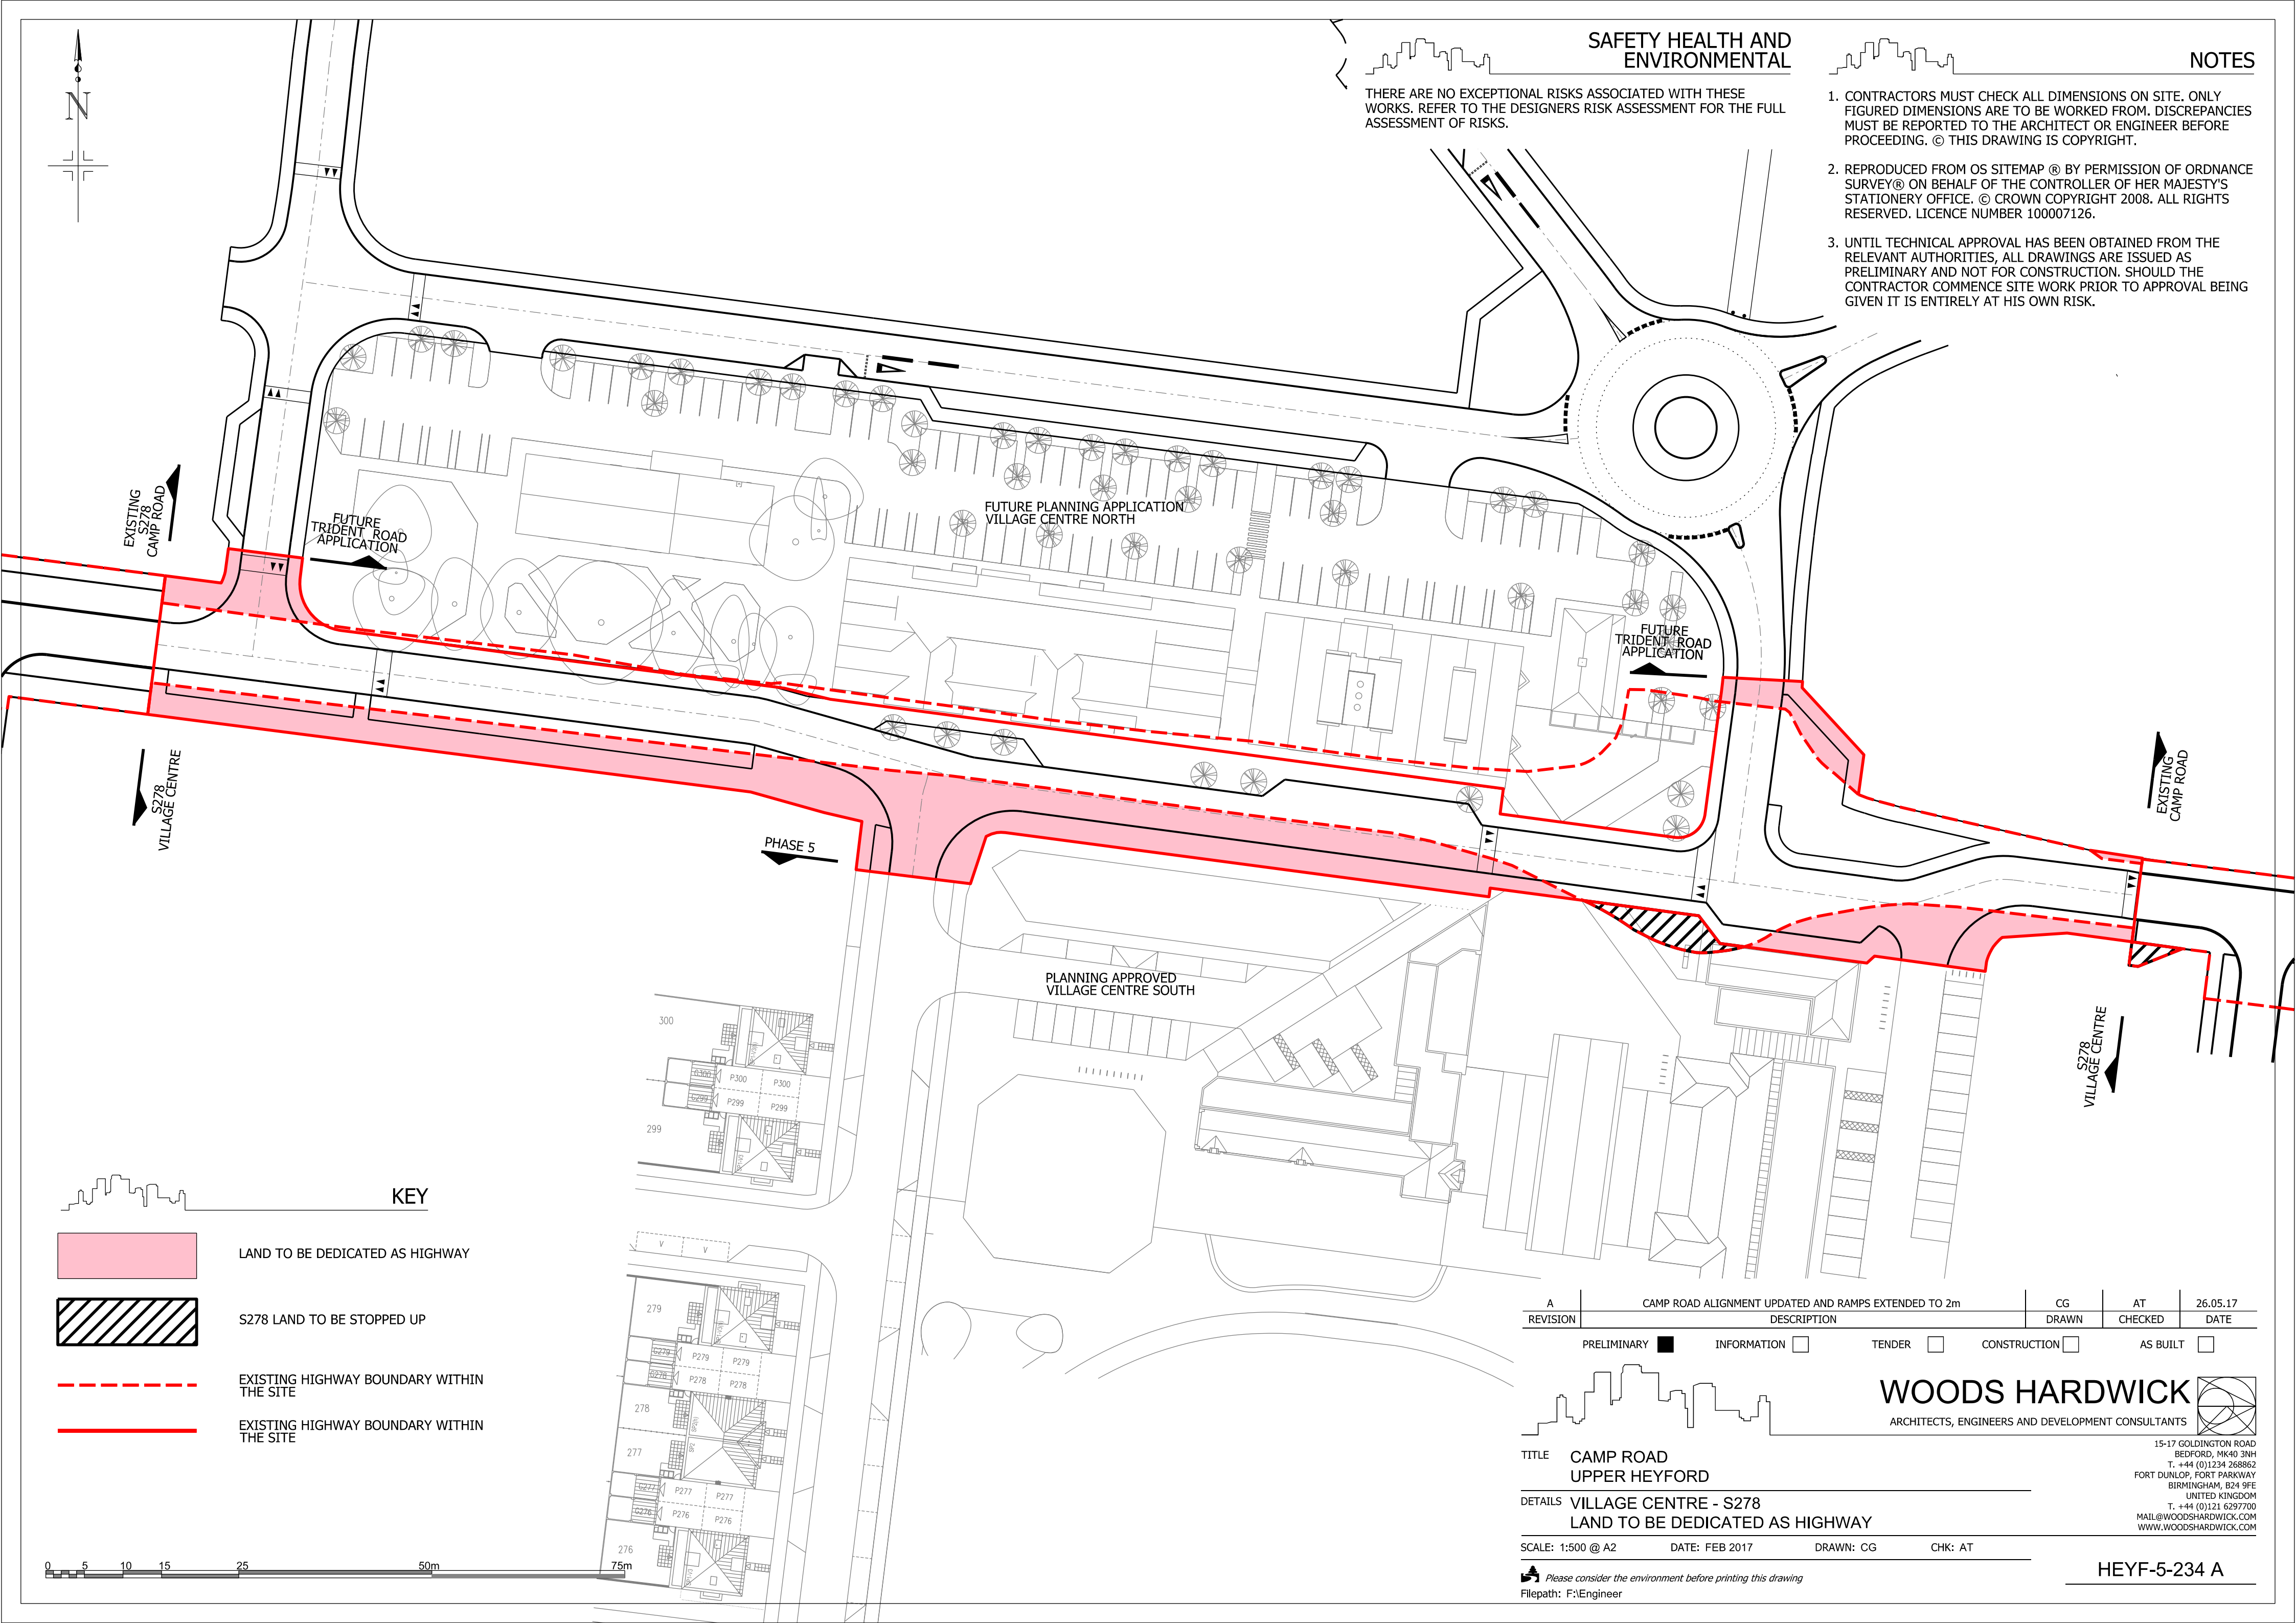 SAFETY HEALTH AND
ENVIRONMENTAL
THERE ARE NO EXCEPTIONAL RISKS ASSOCIATED WITH THESE
WORKS. REFER TO THE DESIGNERS RISK ASSESSMENT FOR THE FULL
ASSESSMENT OF RISKS.
NOTES
1. CONTRACTORS MUST CHECK ALL DIMENSIONS ON SITE. ONLY
FIGURED DIMENSIONS ARE TO BE WORKED FROM. DISCREPANCIES
MUST BE REPORTED TO THE ARCHITECT OR ENGINEER BEFORE
PROCEEDING. © THIS DRAWING IS COPYRIGHT.
2. REPRODUCED FROM OS SITEMAP ® BY PERMISSION OF ORDNANCE
SURVEY® ON BEHALF OF THE CONTROLLER OF HER MAJESTY'S
STATIONERY OFFICE. © CROWN COPYRIGHT 2008. ALL RIGHTS
RESERVED. LICENCE NUMBER 100007126.
3. UNTIL TECHNICAL APPROVAL HAS BEEN OBTAINED FROM THE
RELEVANT AUTHORITIES, ALL DRAWINGS ARE ISSUED AS
PRELIMINARY AND NOT FOR CONSTRUCTION. SHOULD THE
CONTRACTOR COMMENCE SITE WORK PRIOR TO APPROVAL BEING
GIVEN IT IS ENTIRELY AT HIS OWN RISK.
N
EXISTING
S278
CAMP ROAD
FUTURE
TRIDENT ROAD
APPLICATION
FUTURE PLANNING APPLICATION
VILLAGE CENTRE NORTH
FUTURE
TRIDENT ROAD
APPLICATION
S278
VILLAGE CENTRE
EXISTING
CAMP ROAD
PHASE 5
PLANNING APPROVED
VILLAGE CENTRE SOUTH
S278
VILLAGE CENTRE
300
G300
P300
P300
G299
P299
P299
299
V
V
279
G279
P279
P279
G278
P278
P278
278
277
G277
P277
P277
G276
P276
P276
276
KEY
LAND TO BE DEDICATED AS HIGHWAY
S278 LAND TO BE STOPPED UP
EXISTING HIGHWAY BOUNDARY WITHIN
THE SITE
EXISTING HIGHWAY BOUNDARY WITHIN
THE SITE
0 5 10 15 25 50m 75m
A CAMP ROAD ALIGNMENT UPDATED AND RAMPS EXTENDED TO 2m CG AT 26.05.17
REVISION DESCRIPTION DRAWN CHECKED DATE
PRELIMINARY INFORMATION TENDER CONSTRUCTION AS BUILT
WOODS HARDWICK
ARCHITECTS, ENGINEERS AND DEVELOPMENT CONSULTANTS
15-17 GOLDINGTON ROAD
BEDFORD, MK40 3NH
T. +44 (0)1234 268862
FORT DUNLOP, FORT PARKWAY
BIRMINGHAM, B24 9FE
UNITED KINGDOM
T. +44 (0)121 6297700
MAIL@WOODSHARDWICK.COM
WWW.WOODSHARDWICK.COM
TITLE CAMP ROAD
UPPER HEYFORD
DETAILS VILLAGE CENTRE - S278
LAND TO BE DEDICATED AS HIGHWAY
SCALE: 1:500 @ A2 DATE: FEB 2017 DRAWN: CG CHK: AT
Please consider the environment before printing this drawing
Filepath: F:\Engineer
HEYF-5-234 A